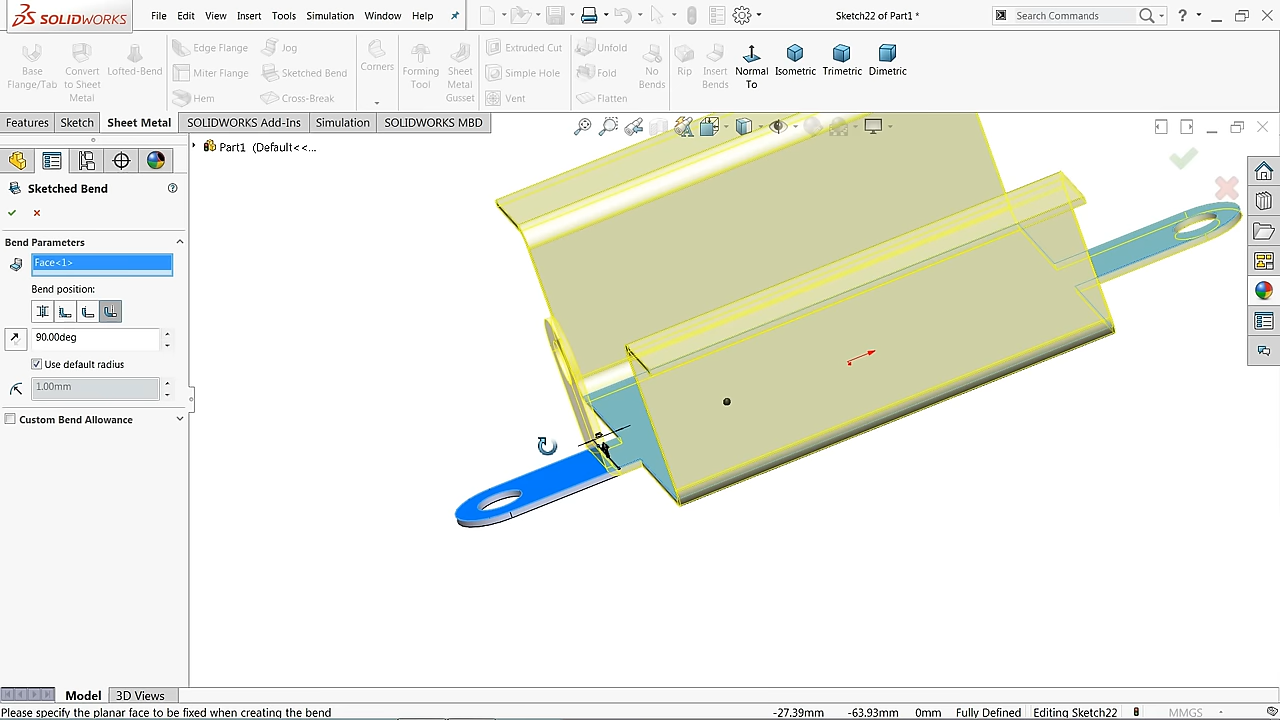 SOLIDWORKS
File Edit View Insert Tools Simulation Window Help
Sketch22 of Part1 *
Search Commands
?
Base Flange/Tab
Convert to Sheet Metal
Lofted-Bend
Edge Flange
Miter Flange
Hem
Jog
Sketched Bend
Cross-Break
Corners
Forming Tool
Sheet Metal Gusset
Extruded Cut
Simple Hole
Vent
Unfold
Fold
Flatten
No Bends
Rip
Insert Bends
Normal To
Isometric
Trimetric
Dimetric
Features Sketch Sheet Metal SOLIDWORKS Add-Ins Simulation SOLIDWORKS MBD
Part1 (Default<<...
Sketched Bend
Bend Parameters
Face<1>
Bend position:
90.00deg
Use default radius
1.00mm
Custom Bend Allowance
Model 3D Views
Please specify the planar face to be fixed when creating the bend
-27.39mm -63.93mm 0mm Fully Defined Editing Sketch22 MMGS